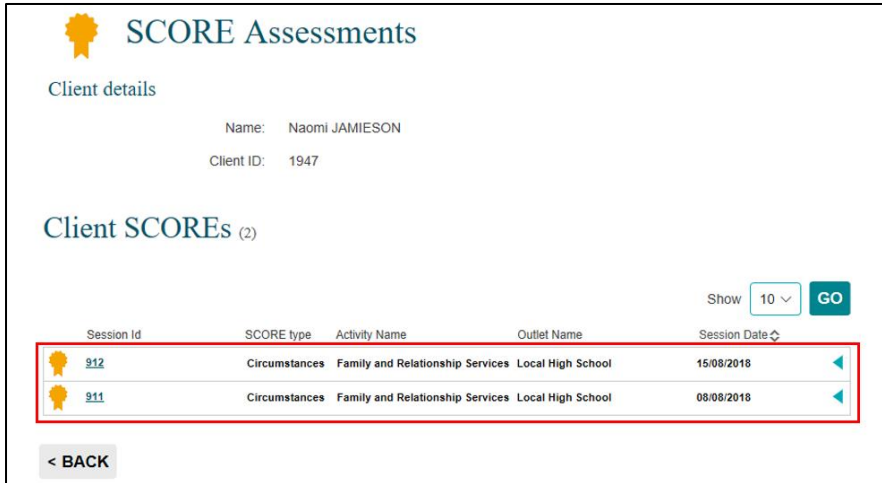 SCORE Assessments
Client details
Name: Naomi JAMIESON
Client ID: 1947
Client SCOREs (2)
Show 10 GO
Session Id SCORE type Activity Name Outlet Name Session Date
912 Circumstances Family and Relationship Services Local High School 15/08/2018
911 Circumstances Family and Relationship Services Local High School 08/08/2018
< BACK